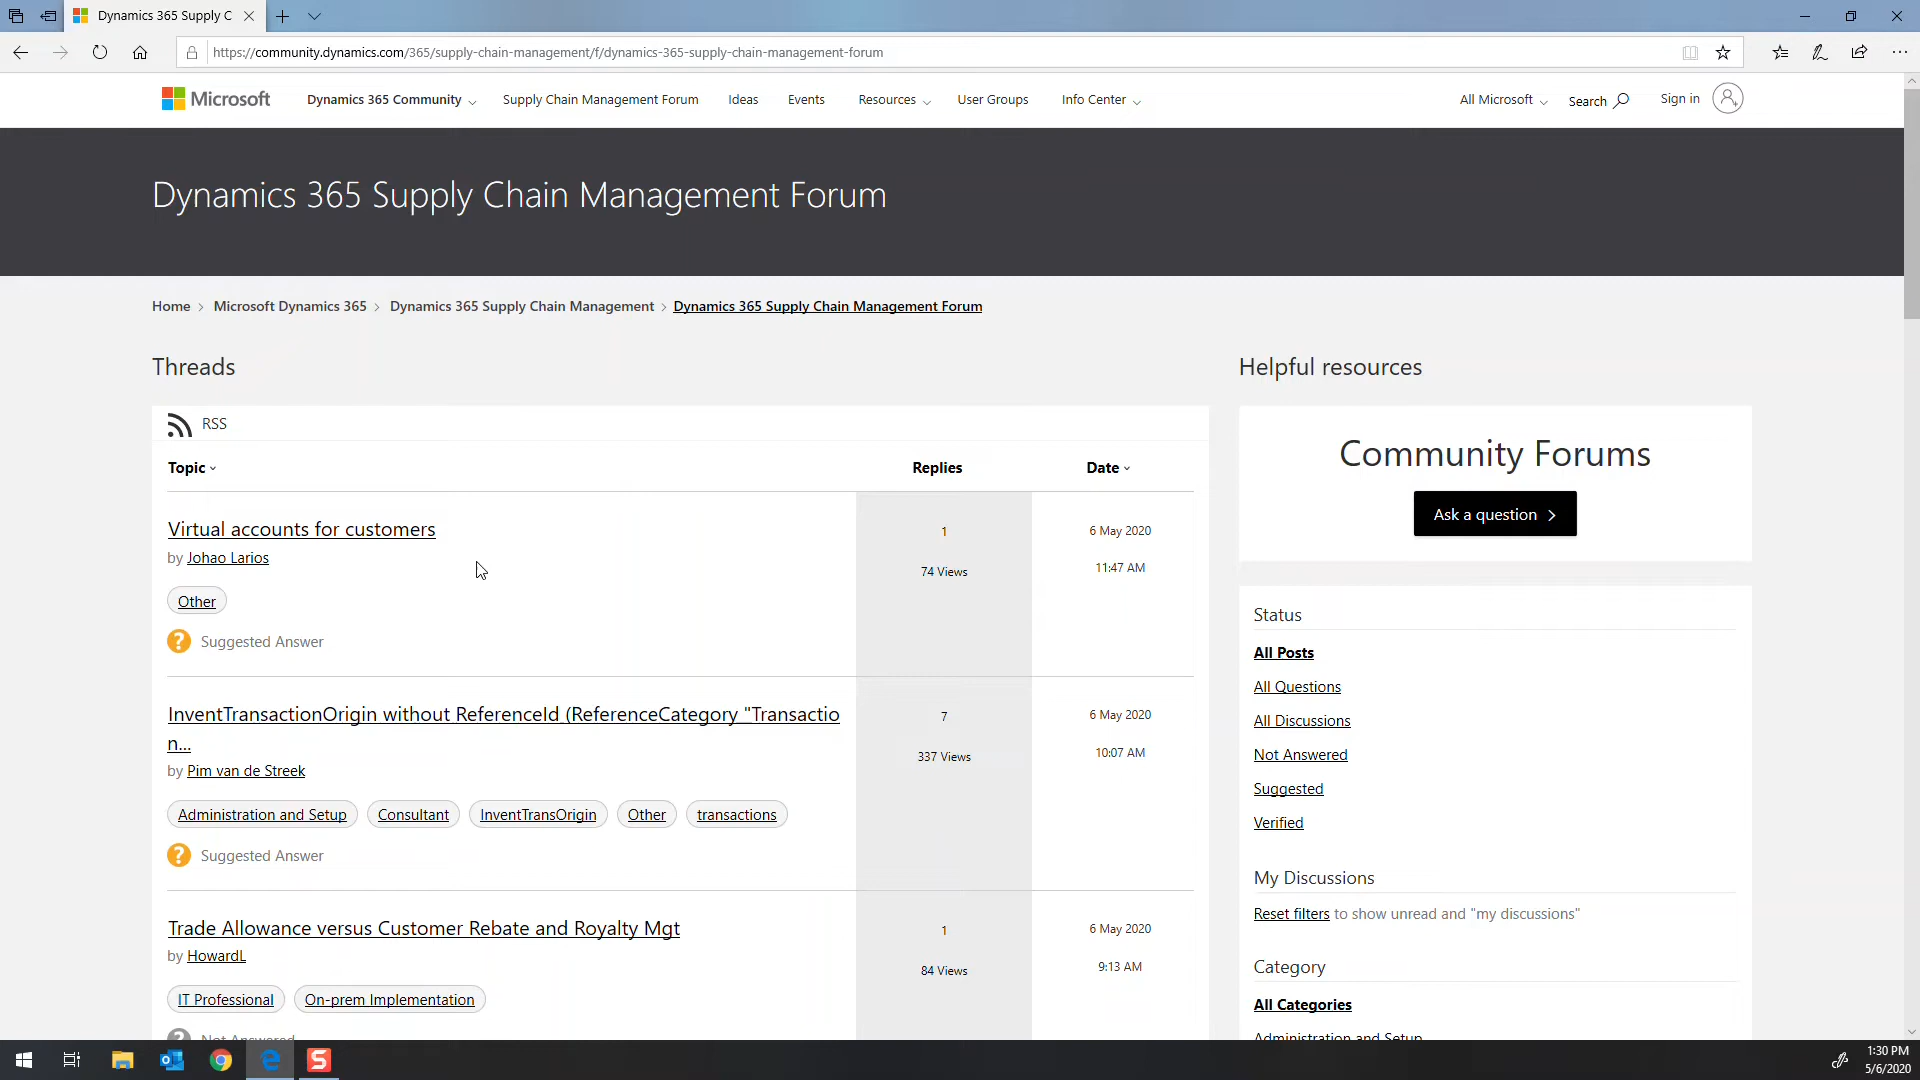 Dynamics 365 Supply C
https://community.dynamics.com/365/supply-chain-management/f/dynamics-365-supply-chain-management-forum
Microsoft Dynamics 365 Community Supply Chain Management Forum Ideas Events Resources User Groups Info Center All Microsoft Search Sign in
Dynamics 365 Supply Chain Management Forum
Home > Microsoft Dynamics 365 > Dynamics 365 Supply Chain Management > Dynamics 365 Supply Chain Management Forum
Threads
RSS
Topic Replies Date
Virtual accounts for customers
by Johao Larios
Other
Suggested Answer
1
74 Views
6 May 2020
11:47 AM
InventTransactionOrigin without ReferenceId (ReferenceCategory "Transactio
n...
by Pim van de Streek
Administration and Setup Consultant InventTransOrigin Other transactions
Suggested Answer
7
337 Views
6 May 2020
10:07 AM
Trade Allowance versus Customer Rebate and Royalty Mgt
by HowardL
IT Professional On-prem Implementation
Not Answered
1
84 Views
6 May 2020
9:13 AM
Helpful resources
Community Forums
Ask a question >
Status
All Posts
All Questions
All Discussions
Not Answered
Suggested
Verified
My Discussions
Reset filters to show unread and "my discussions"
Category
All Categories
Administration and Setup
1:30 PM
5/6/2020